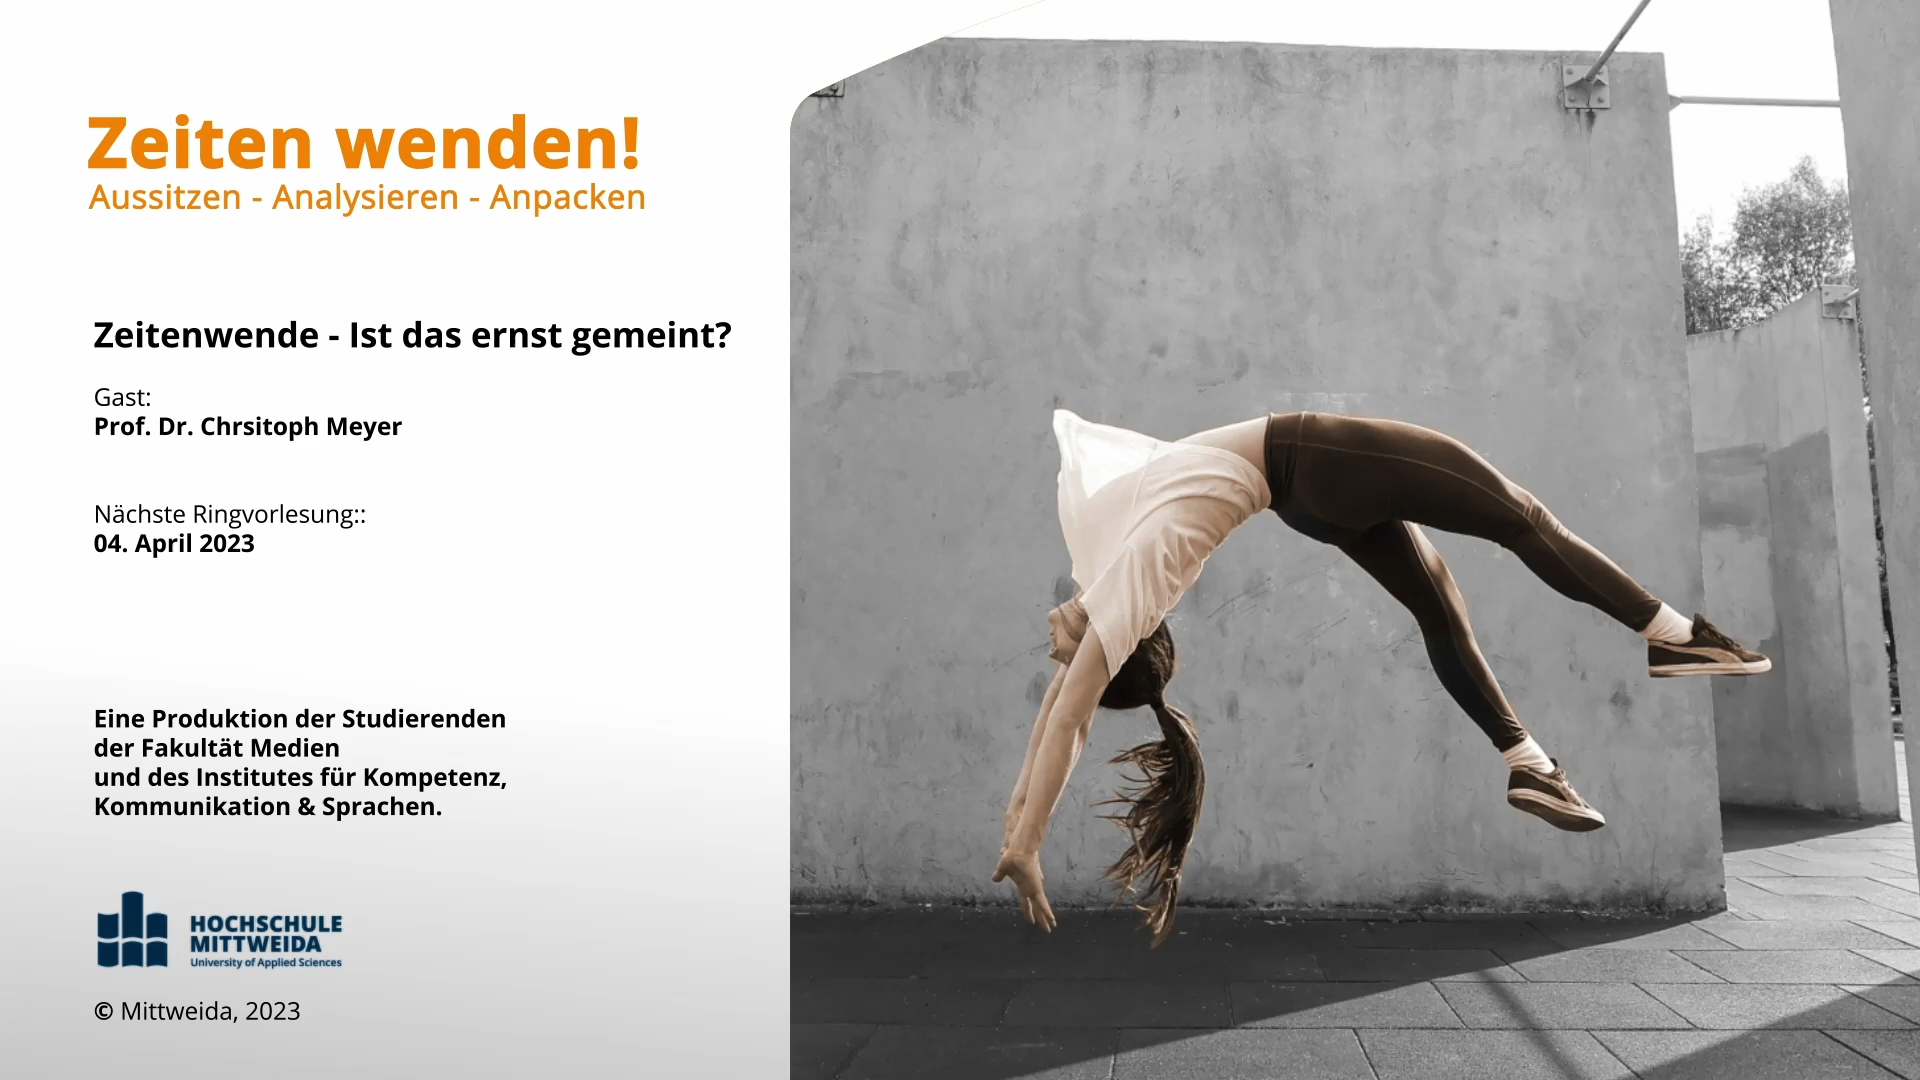 Zeiten wenden!
Aussitzen - Analysieren - Anpacken
Zeitenwende - Ist das ernst gemeint?
Gast:
Prof. Dr. Chrsitoph Meyer
Nächste Ringvorlesung::
04. April 2023
Eine Produktion der Studierenden
der Fakultät Medien
und des Institutes für Kompetenz,
Kommunikation & Sprachen.
HOCHSCHULE
MITTWEIDA
University of Applied Sciences
© Mittweida, 2023